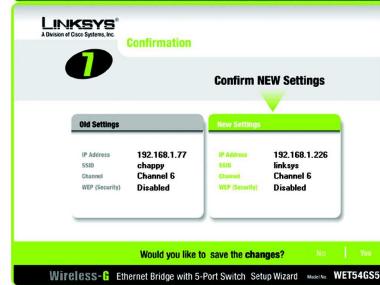 LINKSYS®
A Division of Cisco Systems, Inc.
Confirmation
7
Confirm NEW Settings
Old Settings
IP Address 192.168.1.77
SSID chappy
Channel Channel 6
WEP (Security) Disabled
New Settings
IP Address 192.168.1.226
SSID linksys
Channel Channel 6
WEP (Security) Disabled
Would you like to save the changes?
No
Yes
Wireless-G Ethernet Bridge with 5-Port Switch Setup Wizard Model No. WET54GS5